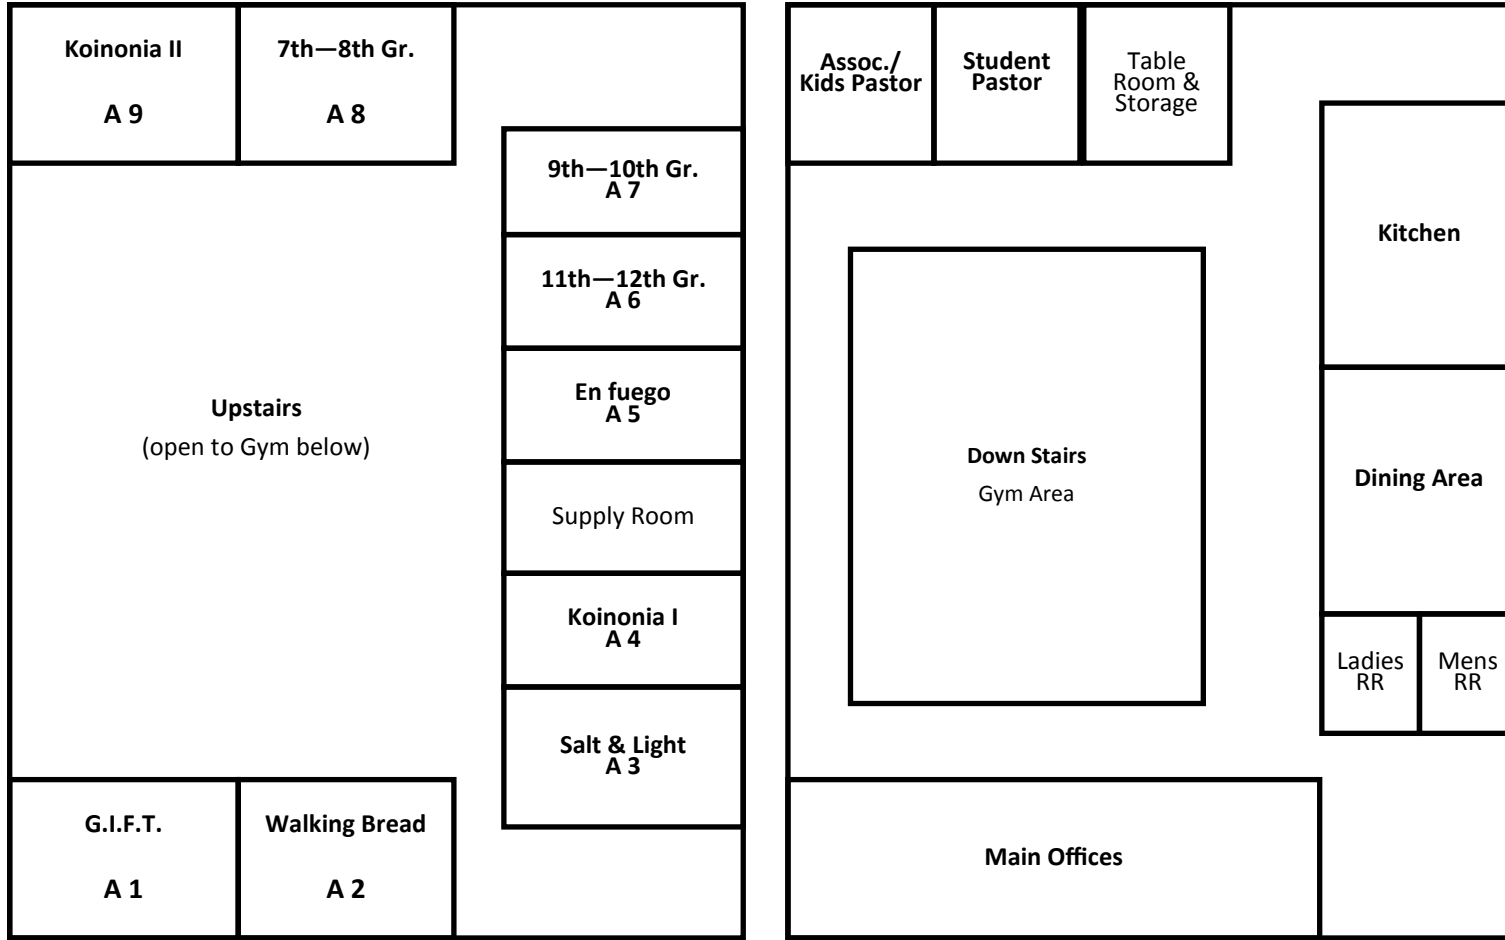 Koinonia II
A 9
7th—8th Gr.
A 8
9th—10th Gr.
A 7
11th—12th Gr.
A 6
En fuego
A 5
Supply Room
Koinonia I
A 4
Salt & Light
A 3
Upstairs
(open to Gym below)
G.I.F.T.
A 1
Walking Bread
A 2
Assoc./
Kids Pastor
Student
Pastor
Table
Room &
Storage
Kitchen
Dining Area
Ladies
RR
Mens
RR
Down Stairs
Gym Area
Main Offices